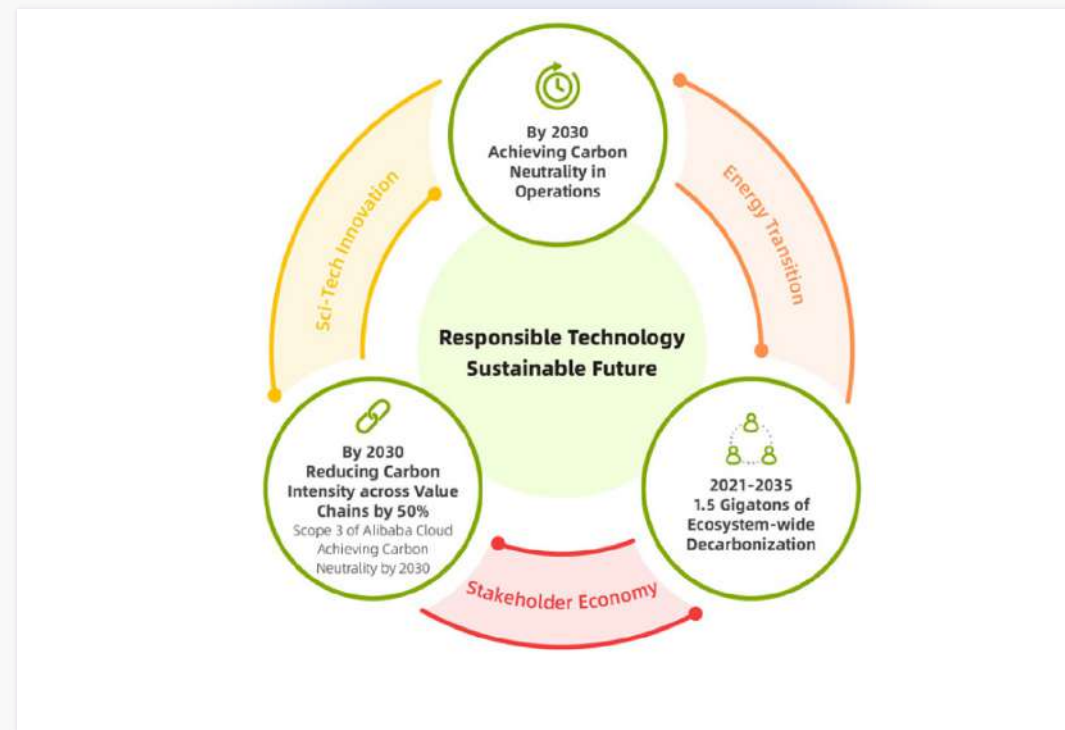 By 2030
Achieving Carbon
Neutrality in
Operations
Sci-Tech Innovation
Energy Transition
Responsible Technology
Sustainable Future
By 2030
Reducing Carbon
Intensity across Value
Chains by 50%
Scope 3 of Alibaba Cloud
Achieving Carbon
Neutrality by 2030
2021-2035
1.5 Gigatons of
Ecosystem-wide
Decarbonization
Stakeholder Economy